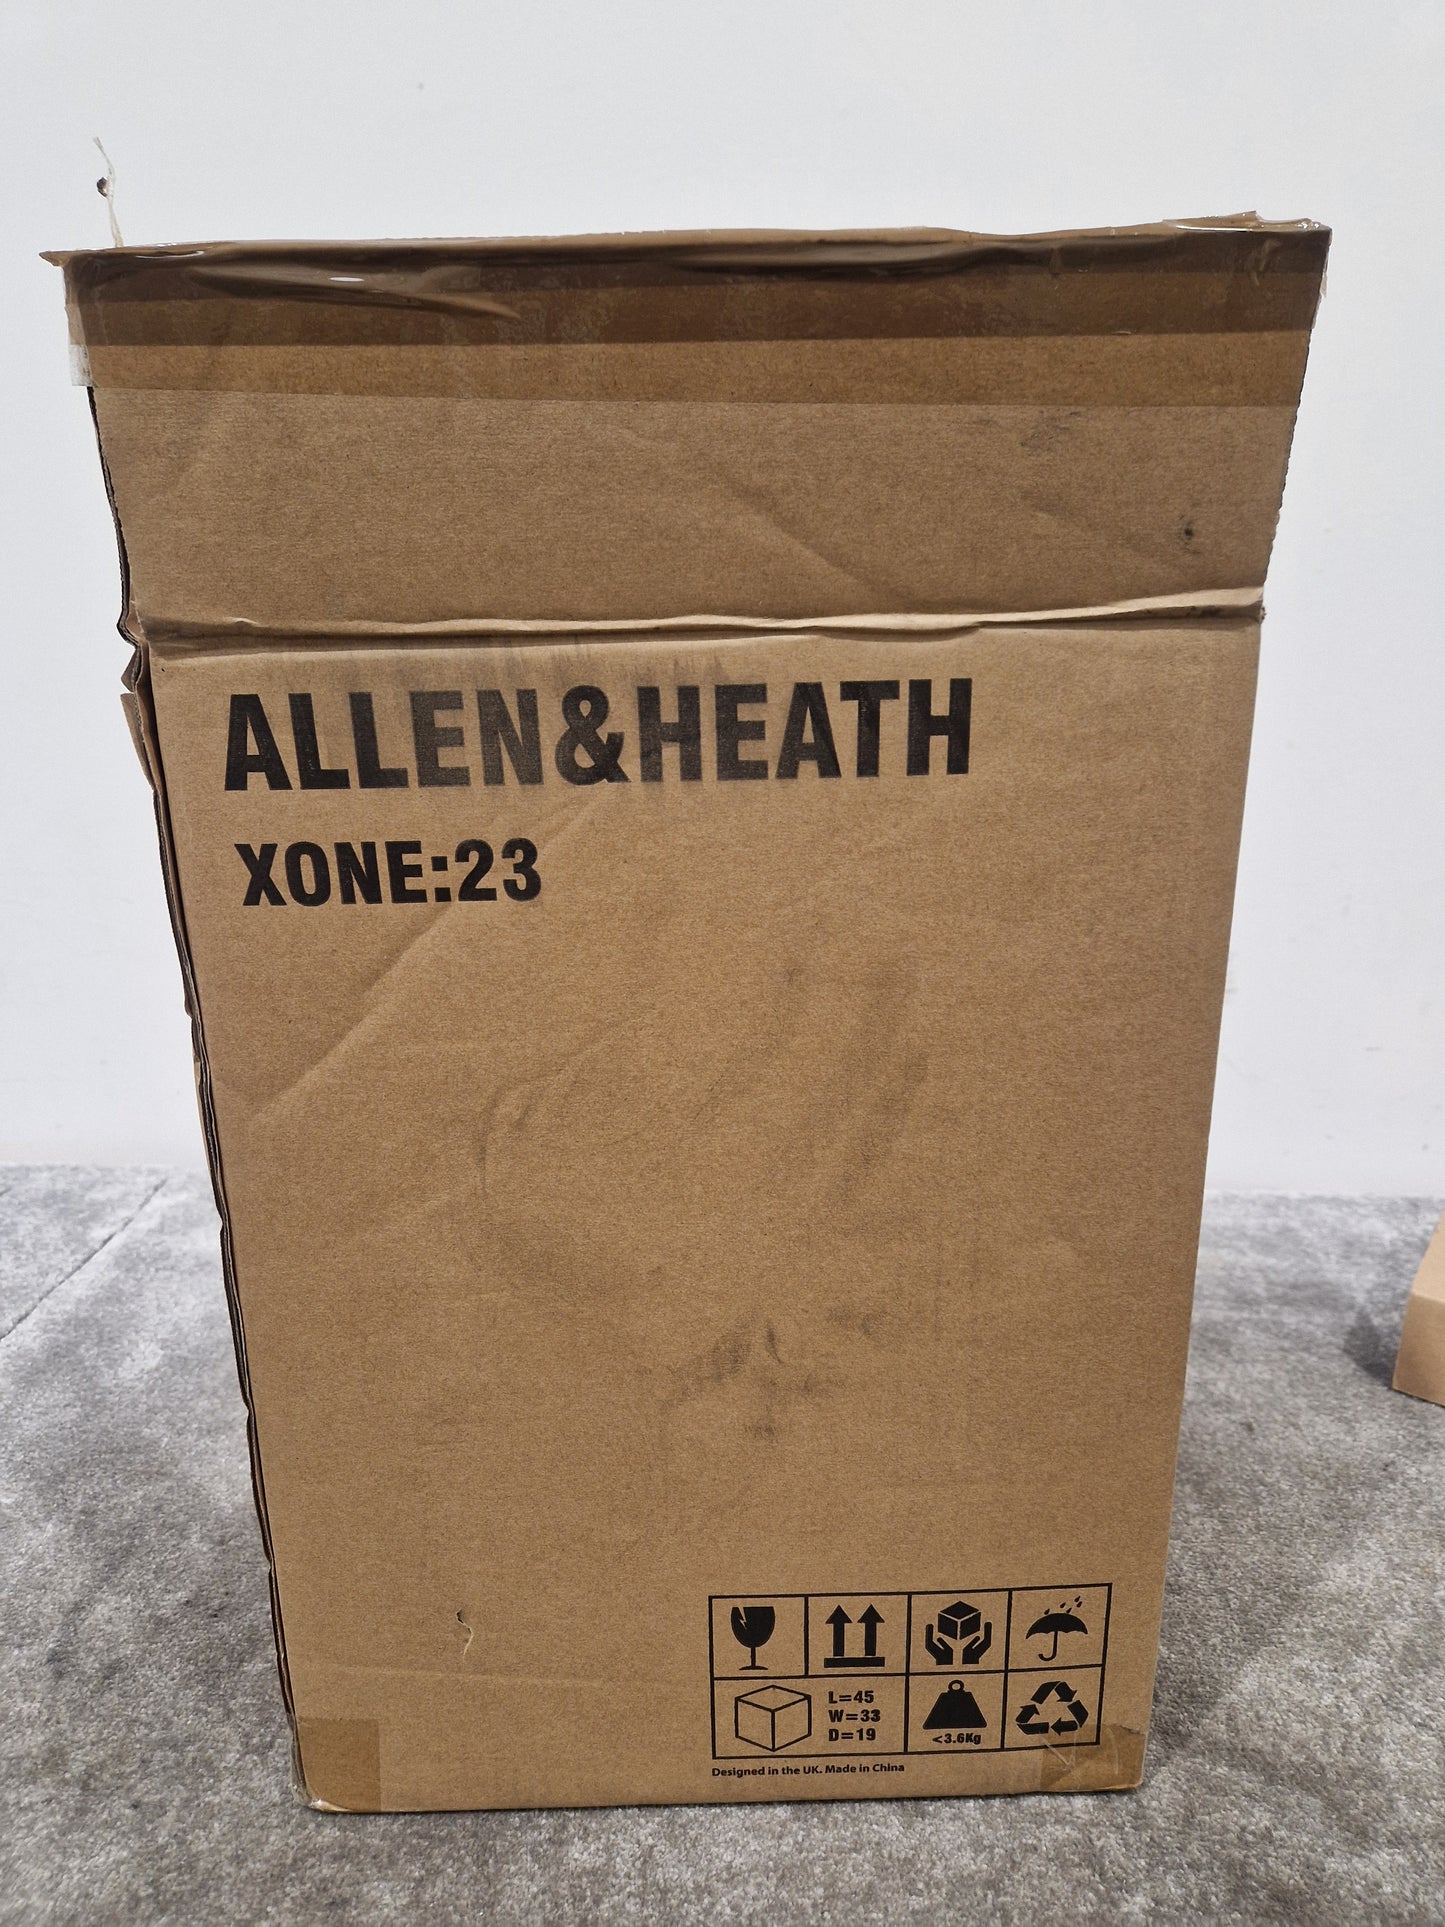 ALLEN&HEATH
XONE:23
L=45
W=33
D=19
<3.6Kg
Designed in the UK. Made in China